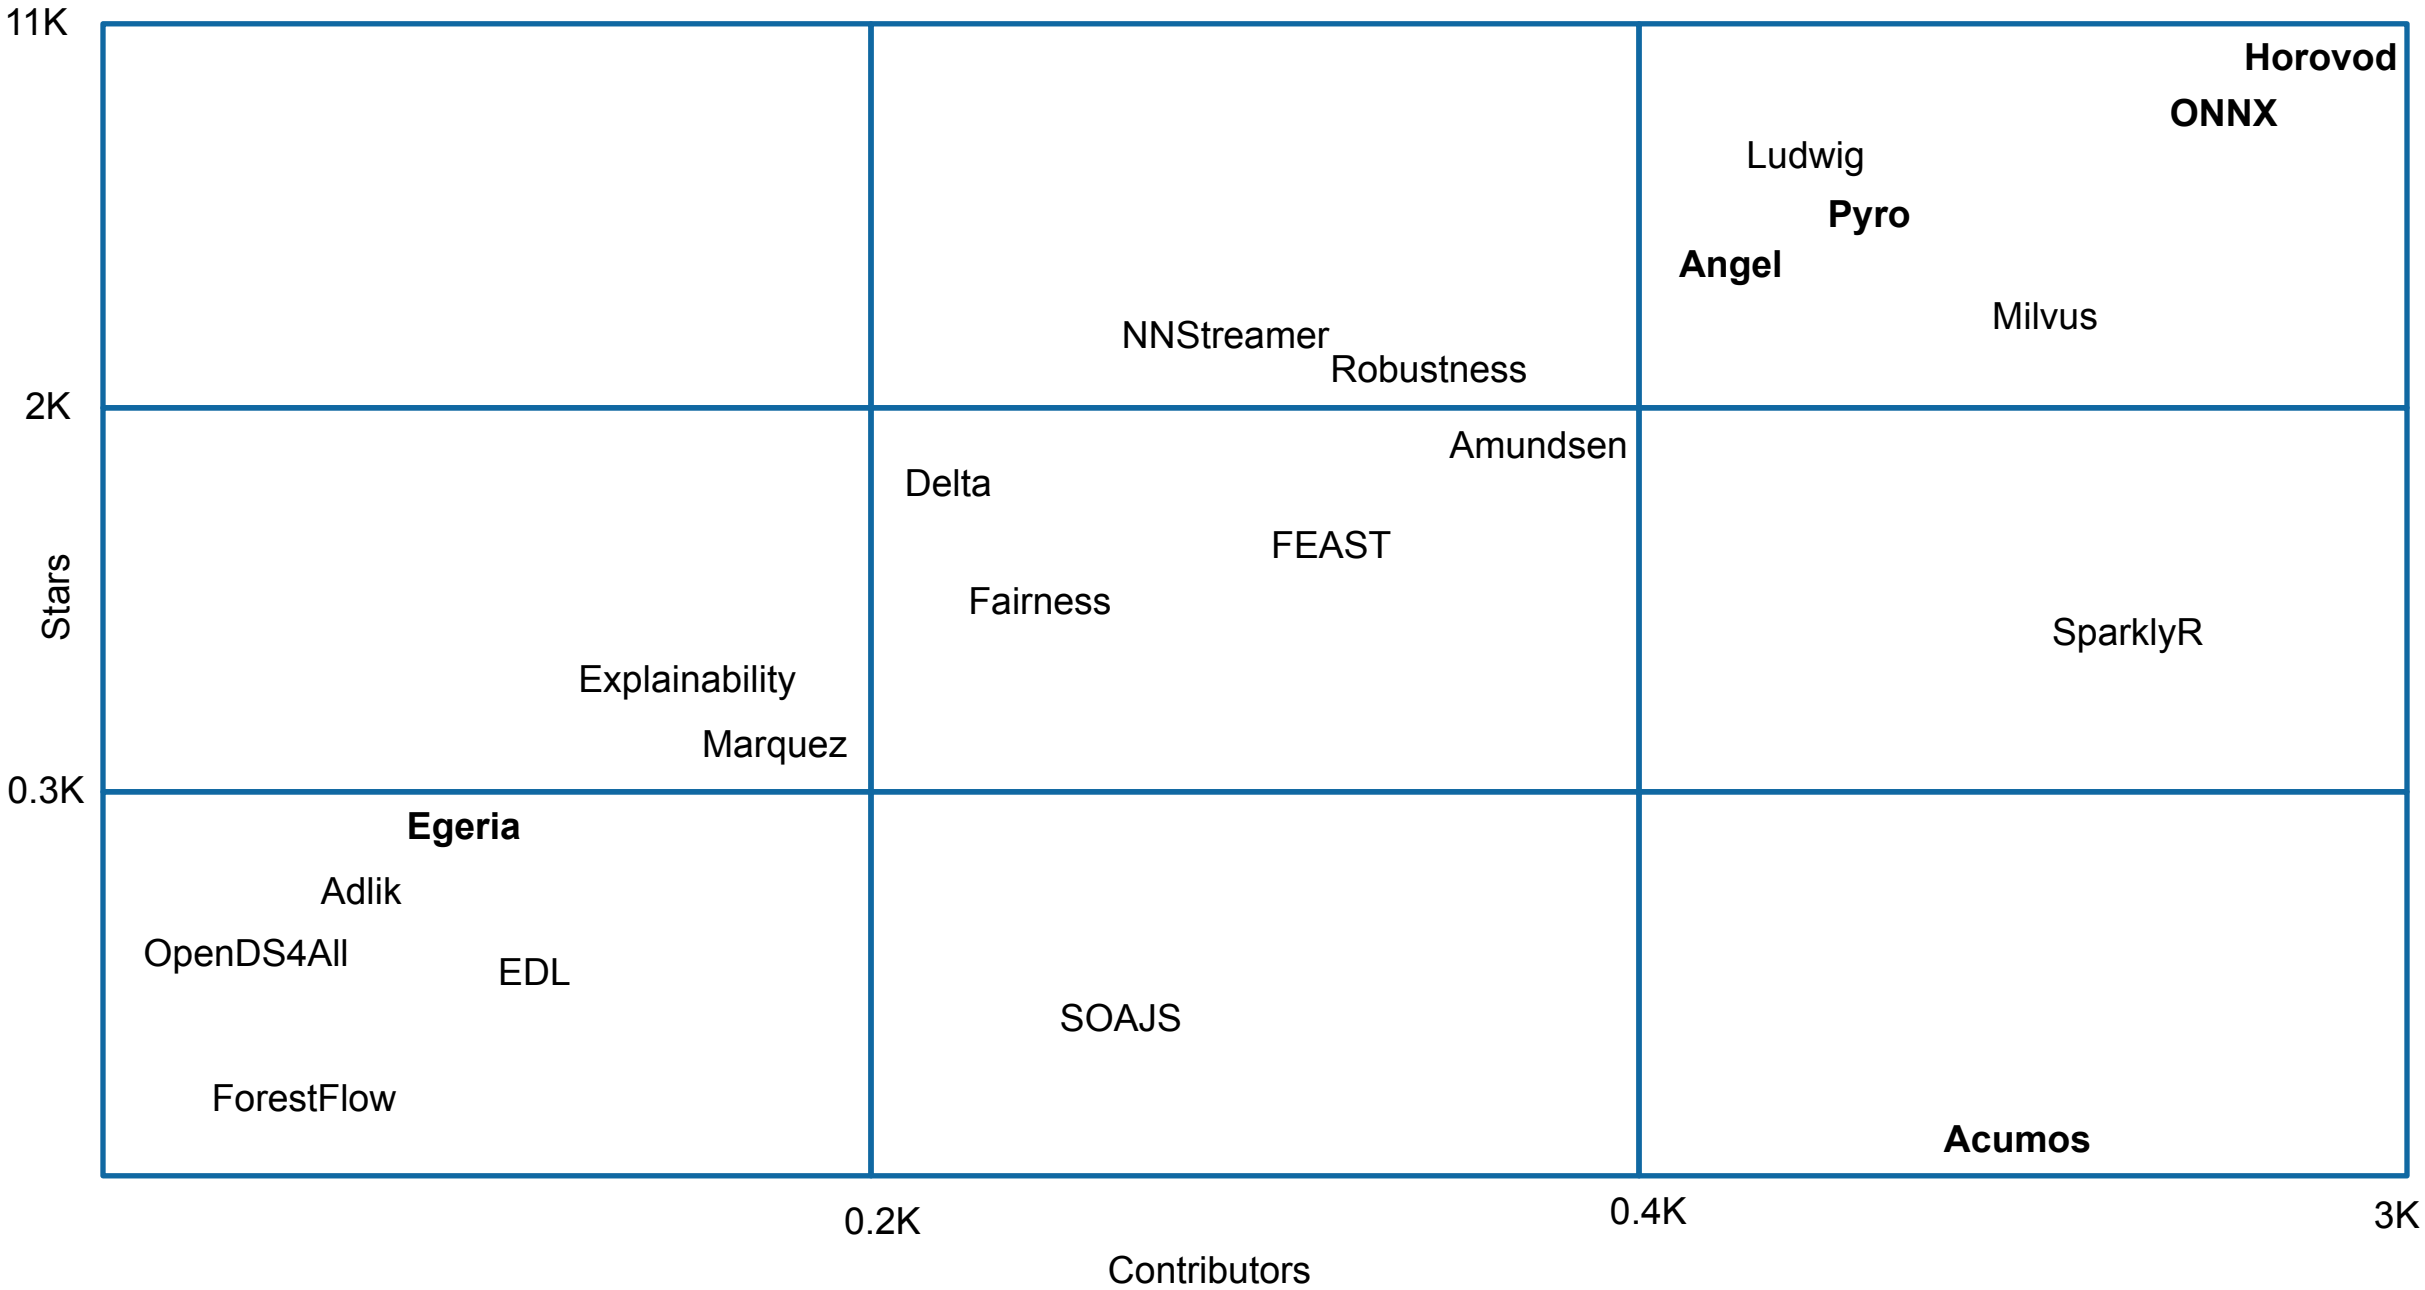 11K
Horovod
ONNX
Ludwig
Pyro
Angel
Milvus
NNStreamer
Robustness
2K
Amundsen
Delta
FEAST
Fairness
Stars
SparklyR
Explainability
Marquez
0.3K
Egeria
Adlik
OpenDS4All
EDL
SOAJS
ForestFlow
Acumos
0.2K
0.4K
3K
Contributors